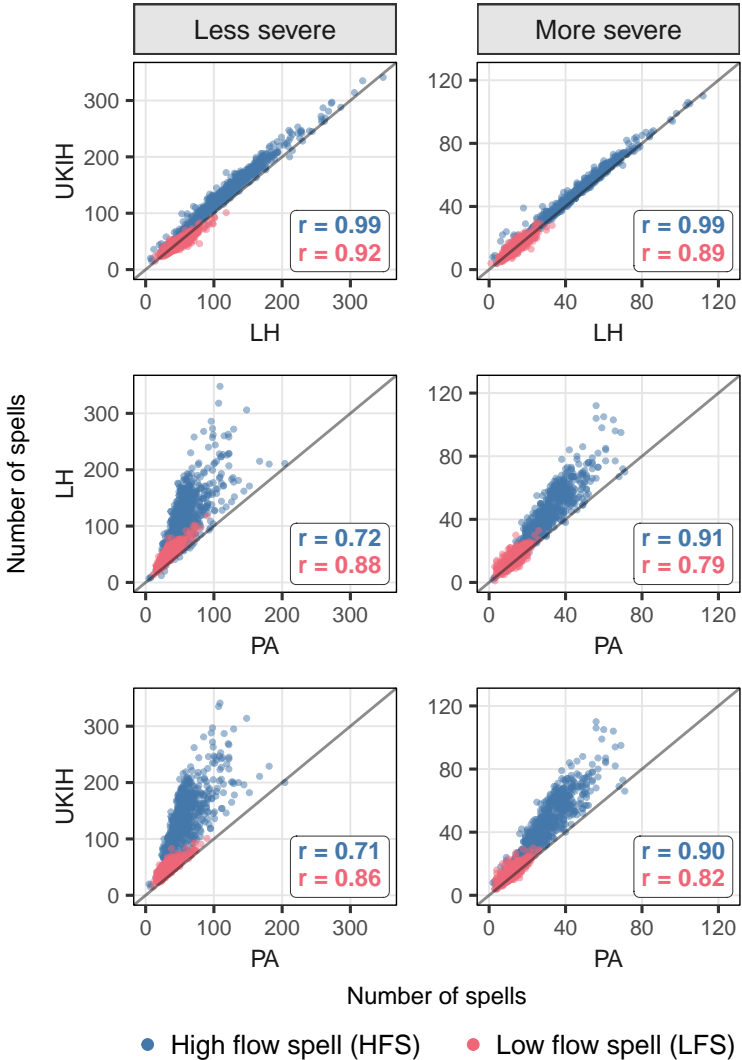 Less severe
More severe
UKIH
300
200
100
0
r = 0.99
r = 0.92
0 100 200 300
LH
120
80
40
0
r = 0.99
r = 0.89
0 40 80 120
LH
Number of spells
LH
300
200
100
0
r = 0.72
r = 0.88
0 100 200 300
PA
120
80
40
0
r = 0.91
r = 0.79
0 40 80 120
PA
UKIH
300
200
100
0
r = 0.71
r = 0.86
0 100 200 300
PA
120
80
40
0
r = 0.90
r = 0.82
0 40 80 120
PA
Number of spells
High flow spell (HFS)
Low flow spell (LFS)